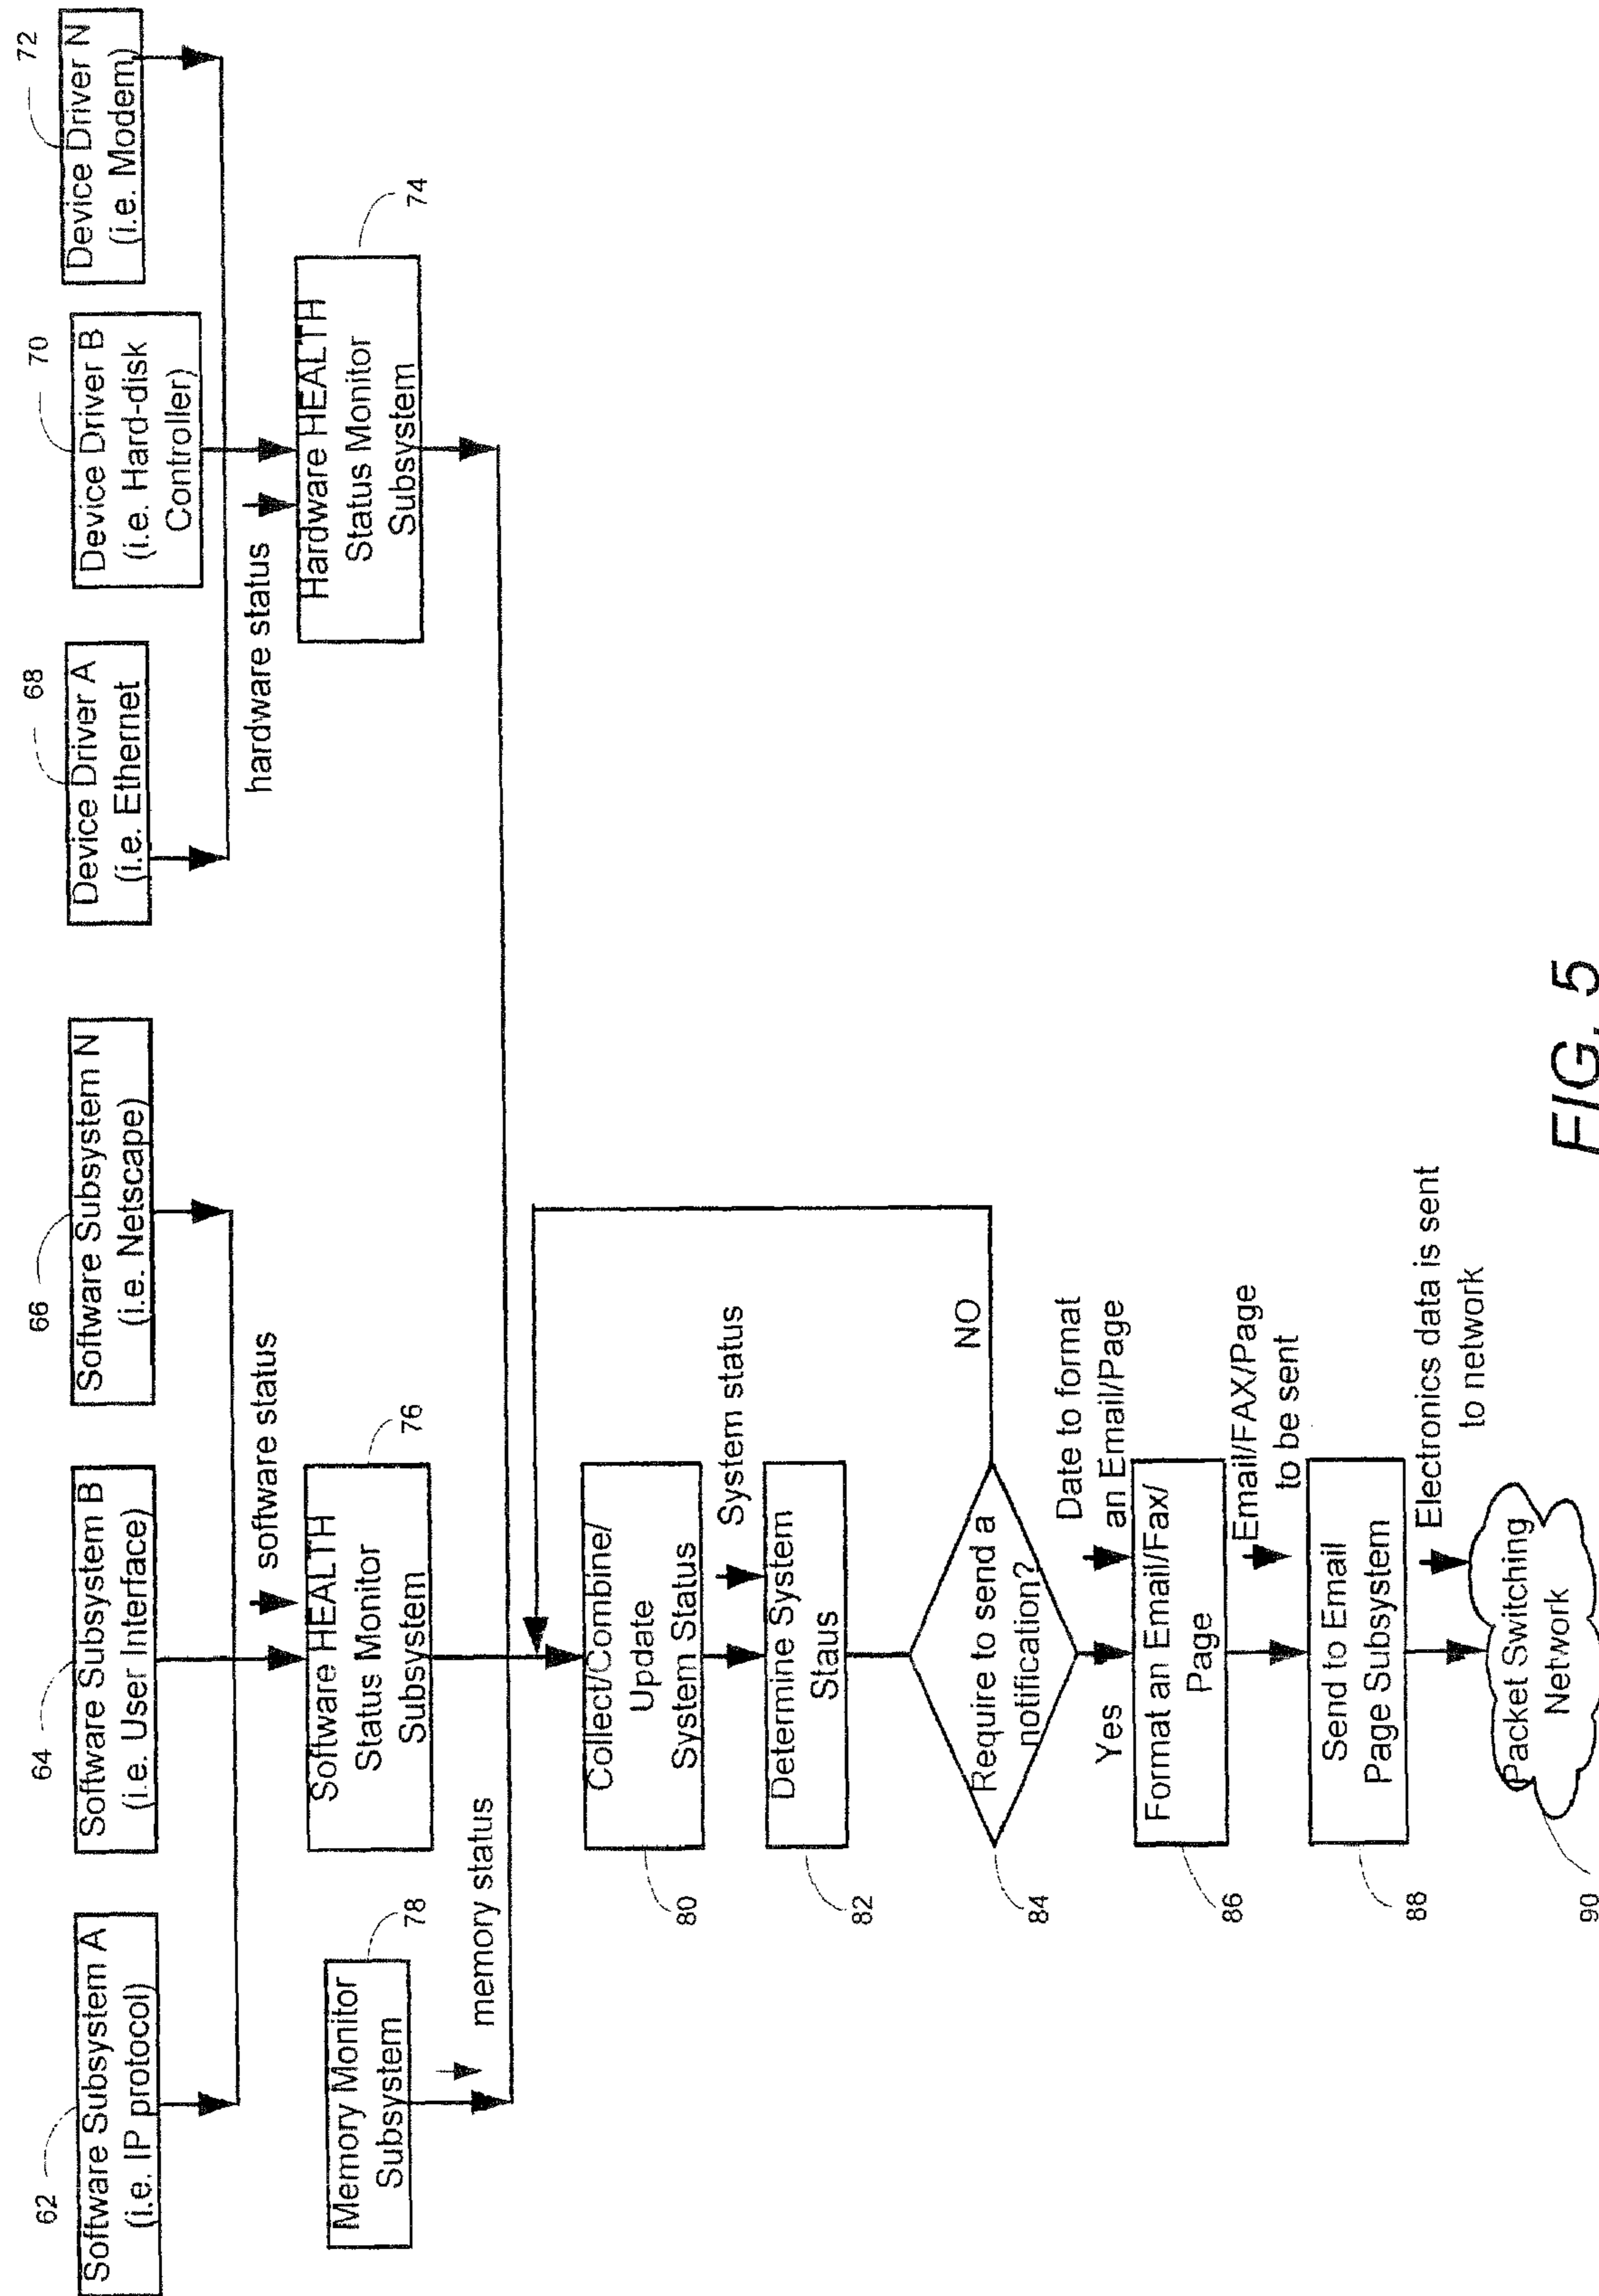 62
Software Subsystem A
(i.e. IP protocol)
64
Software Subsystem B
(i.e. User Interface)
66
Software Subsystem N
(i.e. Netscape)
68
Device Driver A
(i.e. Ethernet
70
Device Driver B
(i.e. Hard-disk
Controller)
72
Device Driver N
(i.e. Modem)
software status
hardware status
Memory Monitor
Subsystem
78
Software HEALTH
Status Monitor
Subsystem
76
Hardware HEALTH
Status Monitor
Subsystem
74
memory status
Collect/Combine/
Update
System Status
80
System status
Determine System
Staus
82
Require to send a
notification?
84
NO
Yes
Date to format
an Email/Page
Format an Email/Fax/
Page
86
Email/FAX/Page
to be sent
Send to Email
Page Subsystem
88
Electronics data is sent
to network
Packet Switching
Network
90
FIG. 5